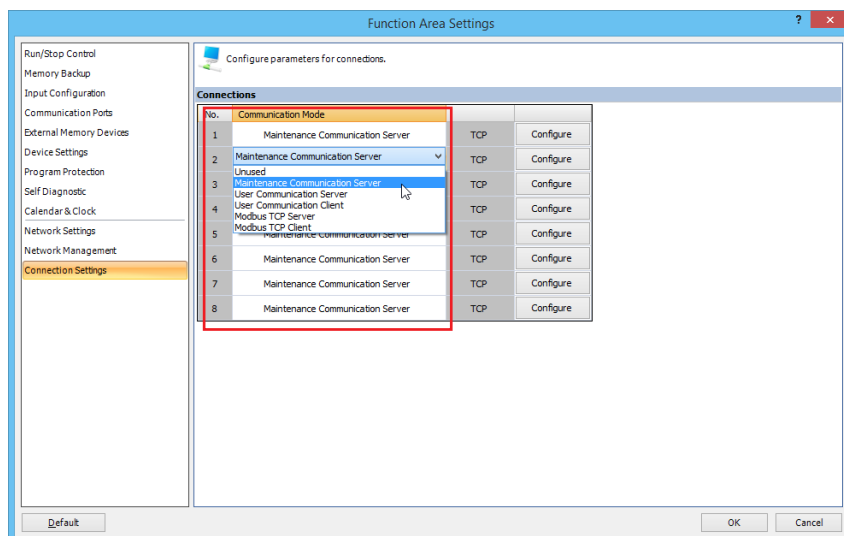 Function Area Settings
? ×
Run/Stop Control
Memory Backup
Input Configuration
Communication Ports
External Memory Devices
Device Settings
Program Protection
Self Diagnostic
Calendar & Clock
Network Settings
Network Management
Connection Settings
Configure parameters for connections.
Connections
No. Communication Mode
1 Maintenance Communication Server TCP Configure
2 Maintenance Communication Server TCP Configure
Unused
3 Maintenance Communication Server TCP Configure
User Communication Server
4 User Communication Client TCP Configure
Modbus TCP Server
Modbus TCP Client
5 Maintenance Communication Server TCP Configure
6 Maintenance Communication Server TCP Configure
7 Maintenance Communication Server TCP Configure
8 Maintenance Communication Server TCP Configure
Default
OK
Cancel